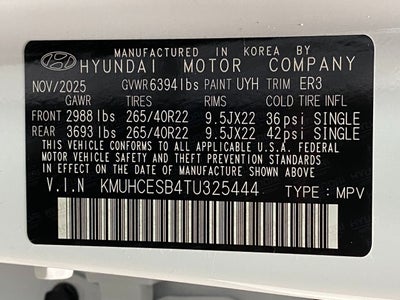 MANUFACTURED IN KOREA BY
HYUNDAI MOTOR COMPANY
NOV/2025 GVWR 6394 lbs PAINT UYH TRIM ER3
GAWR TIRES RIMS COLD TIRE INFL
FRONT 2988 lbs 265/40R22 9.5JX22 36 psi SINGLE
REAR 3693 lbs 265/40R22 9.5JX22 42 psi SINGLE
THIS VEHICLE CONFORMS TO ALL APPLICABLE U.S.A. FEDERAL
MOTOR VEHICLE SAFETY STANDARDS IN EFFECT ON THE
DATE OF MANUFACTURE SHOWN ABOVE.
V.I.N KMUHCESB4TU325444 TYPE : MPV